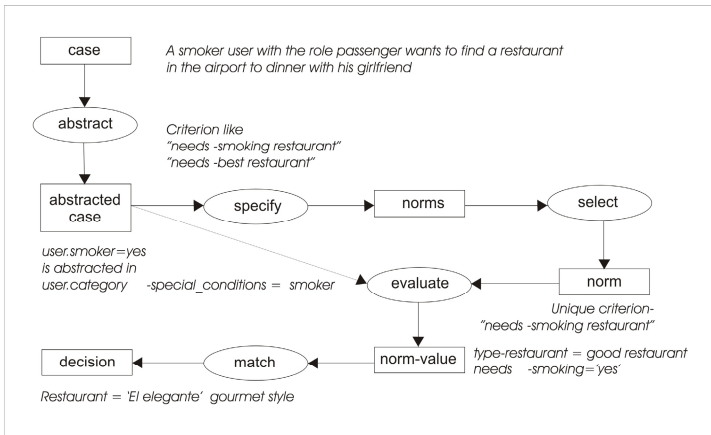 case
A smoker user with the role passenger wants to find a restaurant
in the airport to dinner with his girlfriend
abstract
Criterion like
"needs -smoking restaurant"
"needs -best restaurant"
abstracted
case
specify
norms
select
user.smoker=yes
is abstracted in
user.category -special_conditions = smoker
evaluate
norm
Unique criterion-
"needs -smoking restaurant"
decision
match
norm-value
type-restaurant = good restaurant
needs -smoking='yes'
Restaurant = 'El elegante' gourmet style